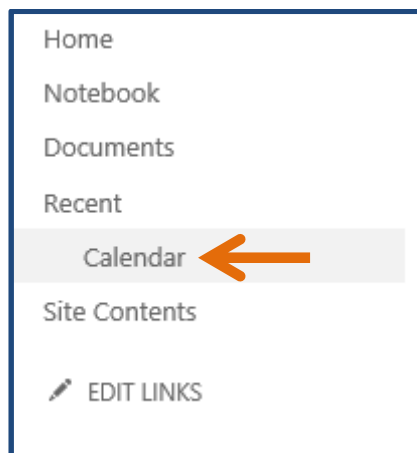 Home
Notebook
Documents
Recent
Calendar
Site Contents
EDIT LINKS